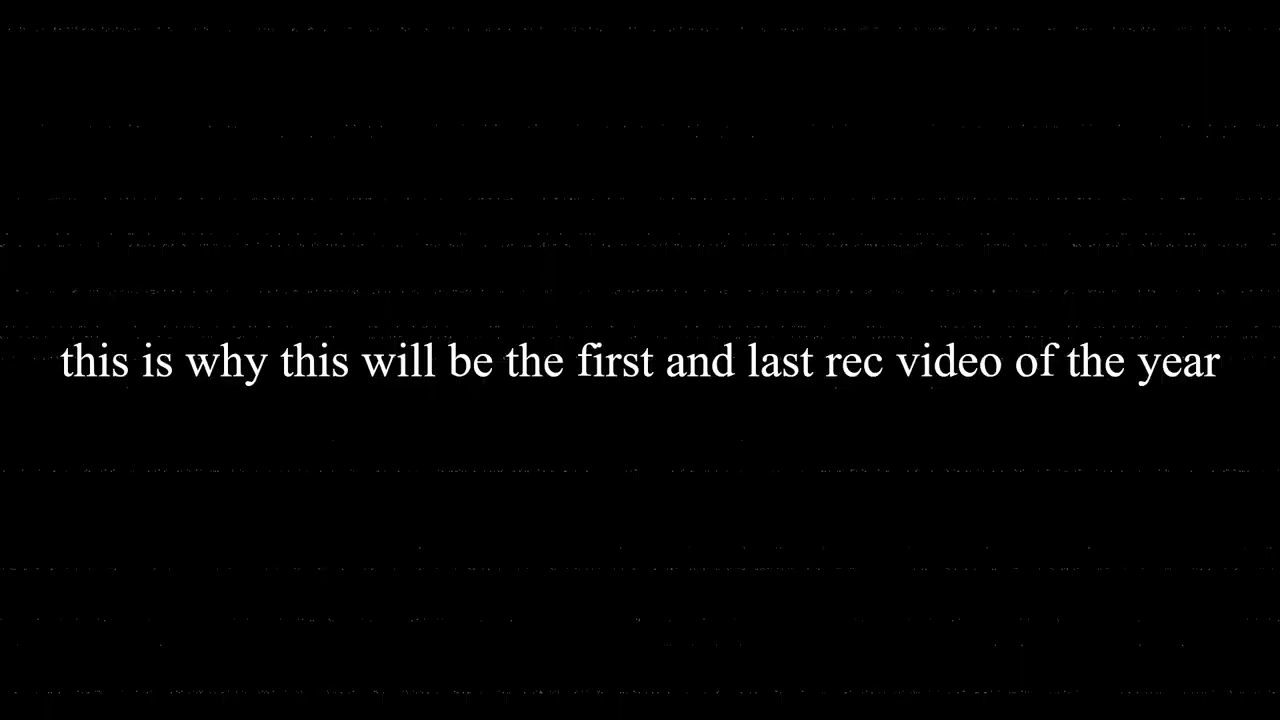 this is why this will be the first and last rec video of the year